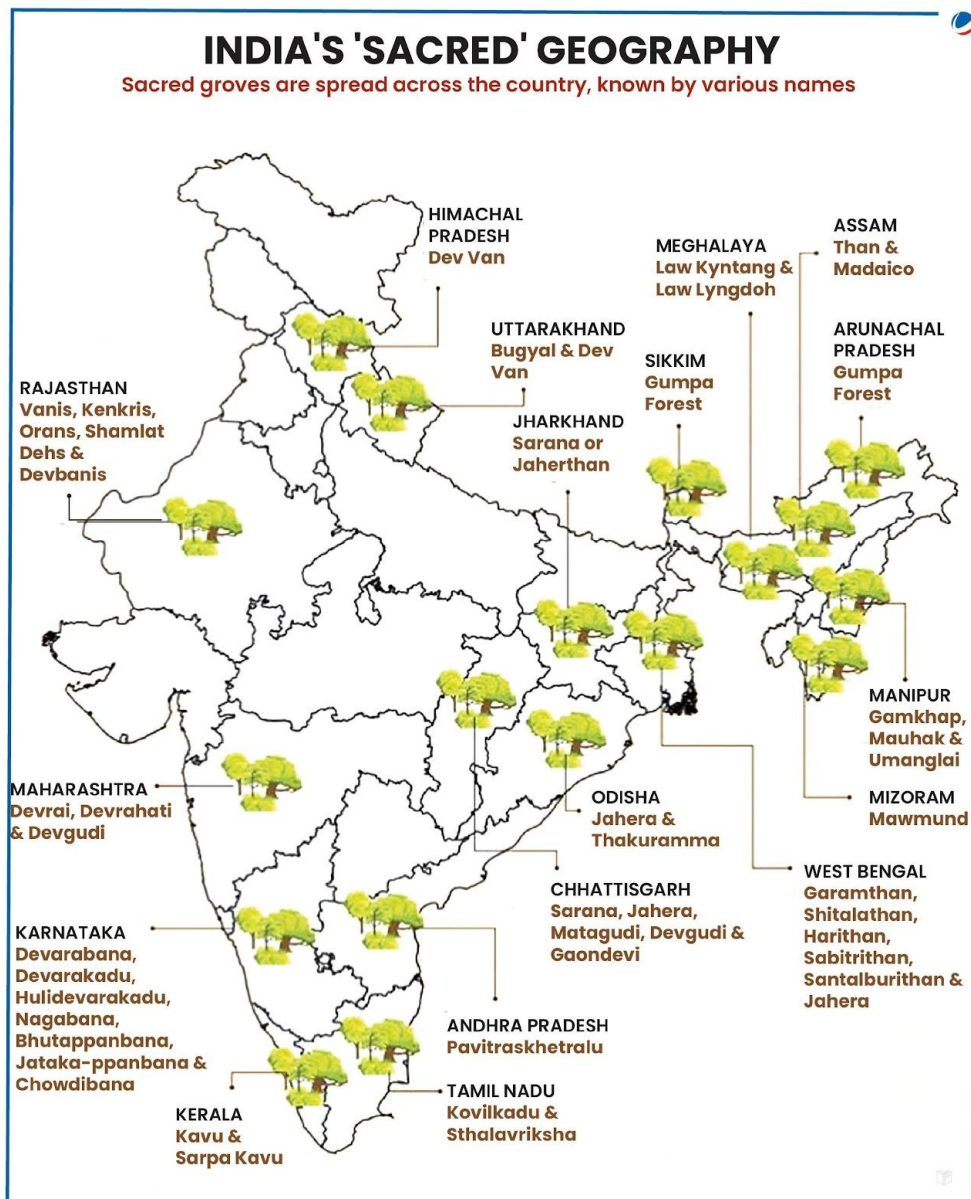 INDIA'S 'SACRED' GEOGRAPHY
Sacred groves are spread across the country, known by various names
HIMACHAL
PRADESH
Dev Van
MEGHALAYA
Law Kyntang &
Law Lyngdoh
ASSAM
Than &
Madaico
UTTARAKHAND
Bugyal & Dev
Van
SIKKIM
Gumpa
Forest
ARUNACHAL
PRADESH
Gumpa
Forest
RAJASTHAN
Vanis, Kenkris,
Orans, Shamlat
Dehs &
Devbanis
JHARKHAND
Sarana or
Jaherthan
MANIPUR
Gamkhap,
Mauhak &
Umanglai
MAHARASHTRA
Devrai, Devrahati
& Devgudi
ODISHA
Jahera &
Thakuramma
MIZORAM
Mawmund
CHHATTISGARH
Sarana, Jahera,
Matagudi, Devgudi &
Gaondevi
WEST BENGAL
Garamthan,
Shitalathan,
Harithan,
Sabitrithan,
Santalburithan &
Jahera
KARNATAKA
Devarabana,
Devarakadu,
Hulidevarakadu,
Nagabana,
Bhutappanbana,
Jataka-ppanbana &
Chowdibana
ANDHRA PRADESH
Pavitraskhetralu
TAMIL NADU
Kovilkadu &
Sthalavriksha
KERALA
Kavu &
Sarpa Kavu